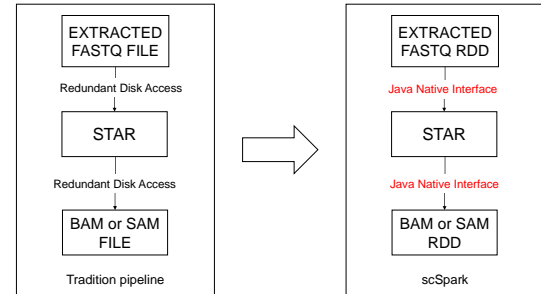 EXTRACTED
FASTQ FILE
Redundant Disk Access
STAR
Redundant Disk Access
BAM or SAM
FILE
Tradition pipeline
EXTRACTED
FASTQ RDD
Java Native Interface
STAR
Java Native Interface
BAM or SAM
RDD
scSpark